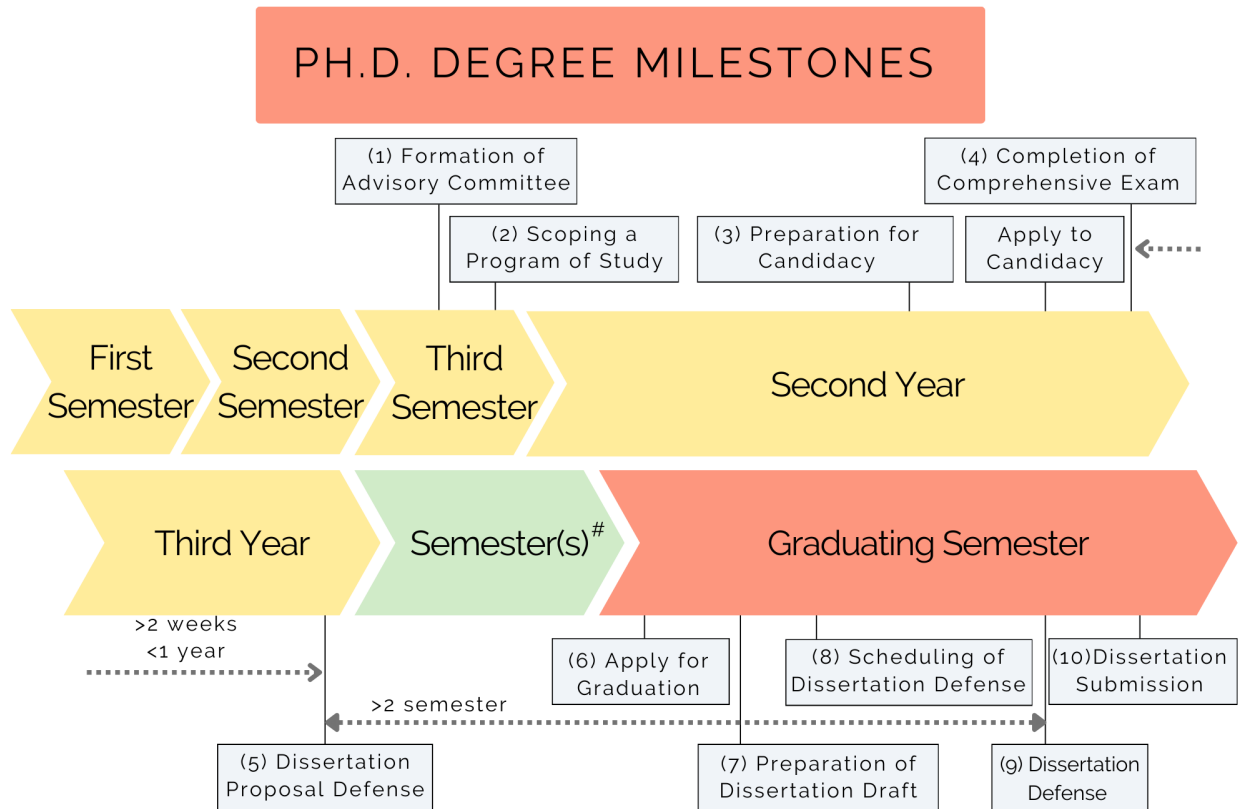 PH.D. DEGREE MILESTONES
(1) Formation of
Advisory Committee
(4) Completion of
Comprehensive Exam
(2) Scoping a
Program of Study
(3) Preparation for
Candidacy
Apply to
Candidacy
First
Semester
Second
Semester
Third
Semester
Second Year
Third Year
Semester(s)#
Graduating Semester
>2 weeks
<1 year
(6) Apply for
Graduation
(8) Scheduling of
Dissertation Defense
(10)Dissertation
Submission
>2 semester
(5) Dissertation
Proposal Defense
(7) Preparation of
Dissertation Draft
(9) Dissertation
Defense